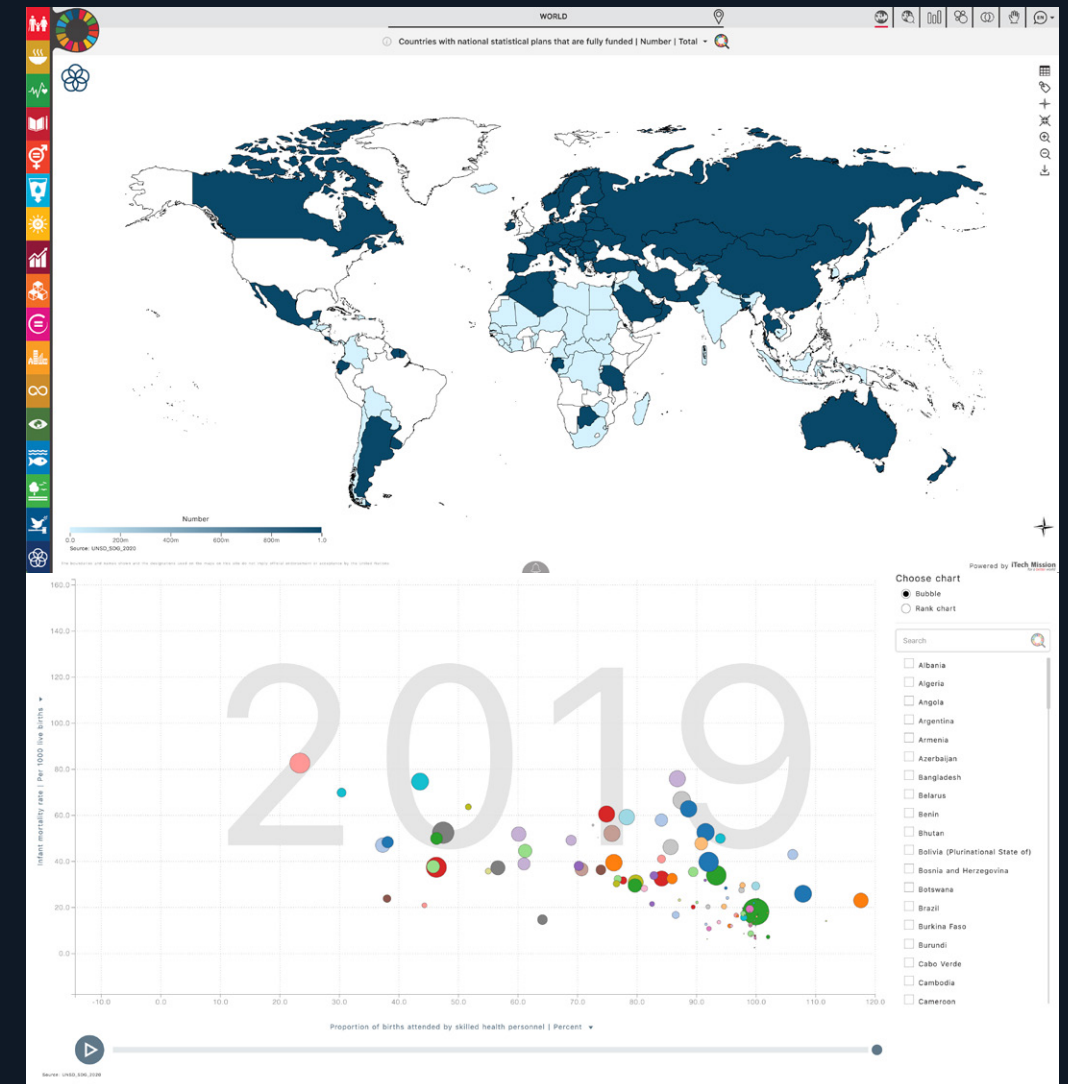 WORLD
EN
Countries with national statistical plans that are fully funded | Number | Total
Number
0.0 200m 400m 600m 800m 1.0
Source: UNSD_SDG_2020
Powered by iTech Mission
Choose chart
Bubble
Rank chart
Search
Albania
Algeria
Angola
Argentina
Armenia
Azerbaijan
Bangladesh
Belarus
Benin
Bhutan
Bolivia (Plurinational State of)
Bosnia and Herzegovina
Botswana
Brazil
Burkina Faso
Burundi
Cabo Verde
Cambodia
Cameroon
2019
Infant mortality rate | Per 1000 live births
160.0
140.0
120.0
100.0
80.0
60.0
40.0
20.0
0.0
-10.0 0.0 10.0 20.0 30.0 40.0 50.0 60.0 70.0 80.0 90.0 100.0 110.0 120.0
Proportion of births attended by skilled health personnel | Percent
Source: UNSD_SDG_2020